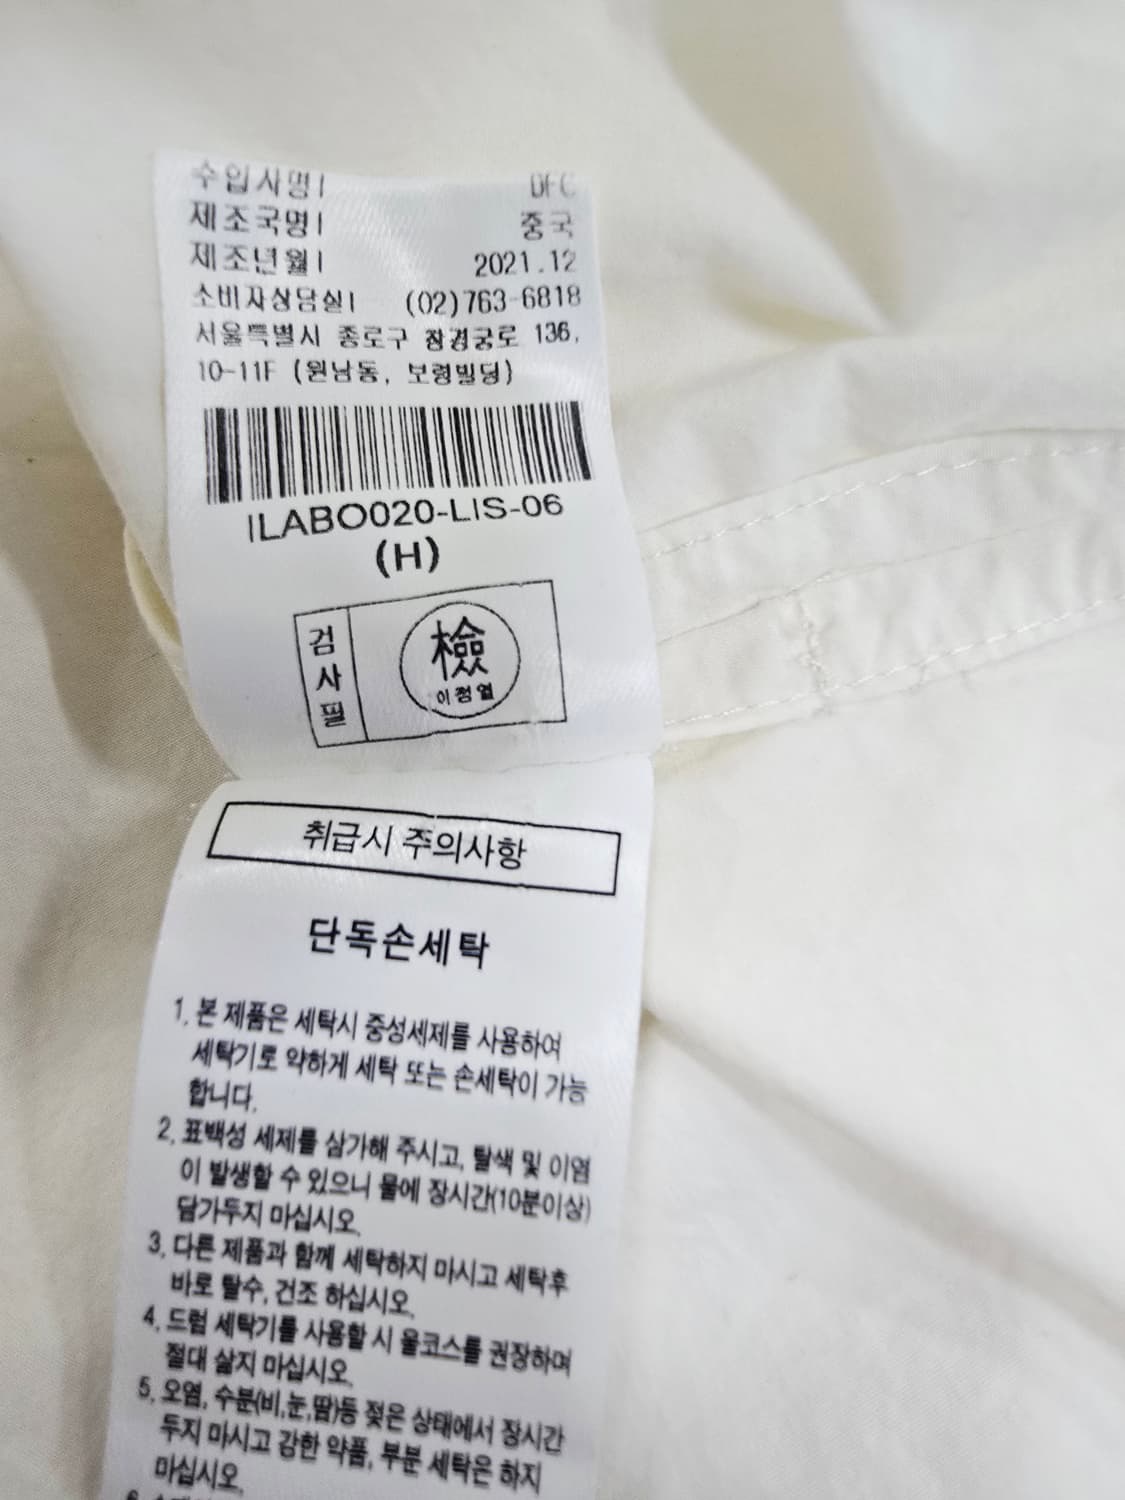 수입사명| DFC
제조국명| 중국
제조년월| 2021.12
소비자상담실| (02)763-6818
서울특별시 종로구 창경궁로 136,
10-11F (원남동, 보령빌딩)
ILABO020-LIS-06
(H)
검사필
檢
이정열
취급시 주의사항
단독손세탁
1. 본 제품은 세탁시 중성세제를 사용하여
세탁기로 약하게 세탁 또는 손세탁이 가능
합니다.
2. 표백성 세제를 삼가해 주시고, 탈색 및 이염
이 발생할 수 있으니 물에 장시간(10분이상)
담가두지 마십시오.
3. 다른 제품과 함께 세탁하지 마시고 세탁후
바로 탈수, 건조 하십시오.
4. 드럼 세탁기를 사용할 시 울코스를 권장하며
절대 삶지 마십시오.
5. 오염, 수분(비,눈,땀)등 젖은 상태에서 장시간
두지 마시고 강한 약품, 부분 세탁은 하지
마십시오.